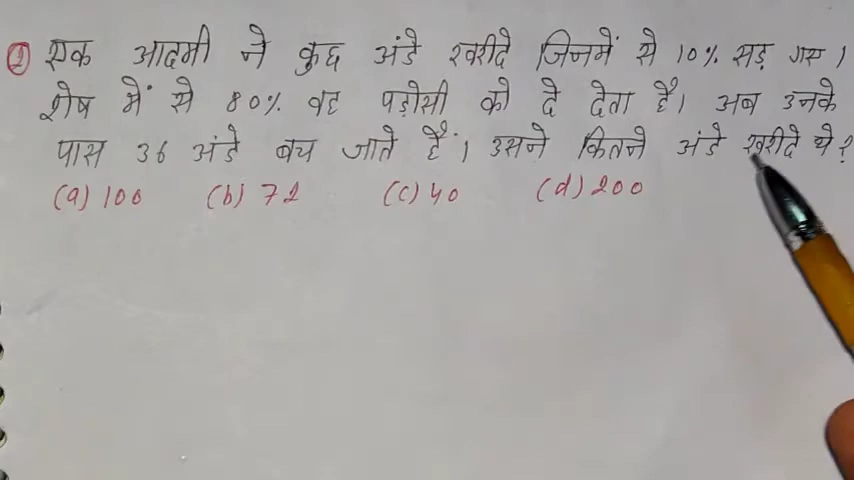 2 एक आदमी ने कुछ अंडे खरीदे जिनमें से 10% सड़ गए।
शेष में से 80% वह पड़ोसी को दे देता है। अब उनके
पास 36 अंडे बच जाते हैं। उसने कितने अंडे खरीदे थे?
(a) 100 (b) 72 (c) 40 (d) 200